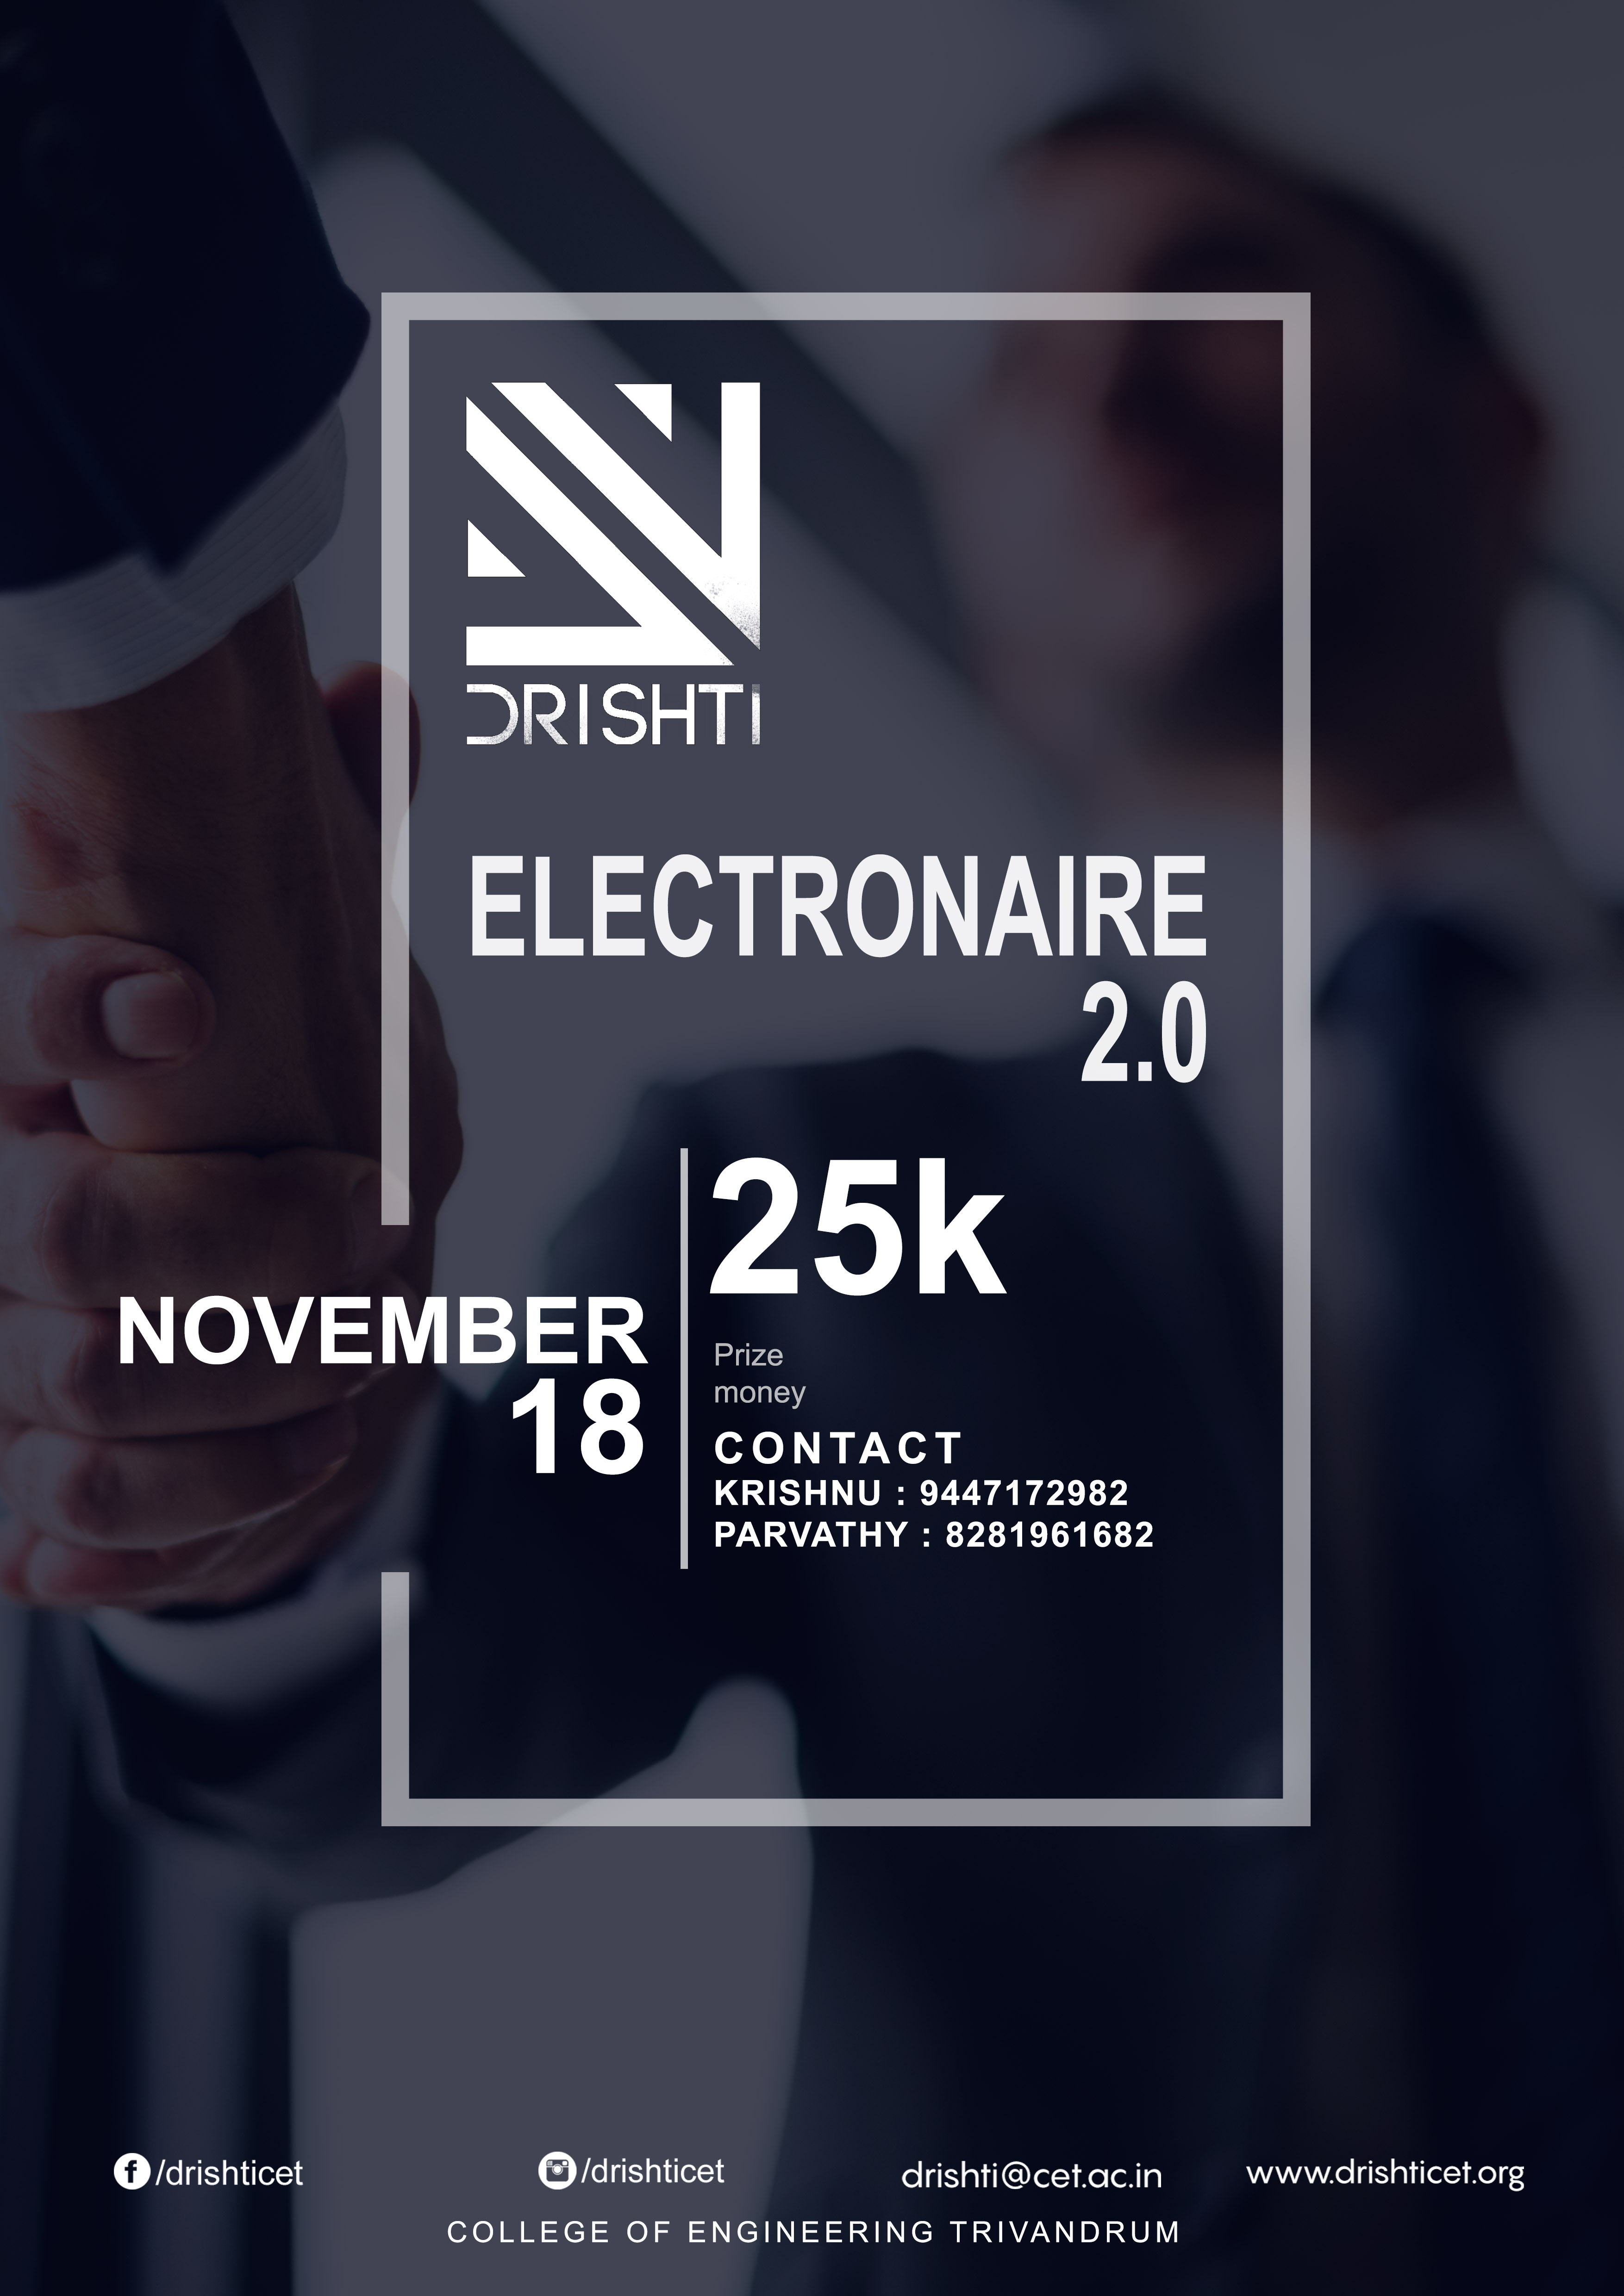 DRISHTI
ELECTRONAIRE
2.0
NOVEMBER
18
25k
Prize
money
CONTACT
KRISHNU : 9447172982
PARVATHY : 8281961682
/drishticet
/drishticet
drishti@cet.ac.in
www.drishticet.org
COLLEGE OF ENGINEERING TRIVANDRUM